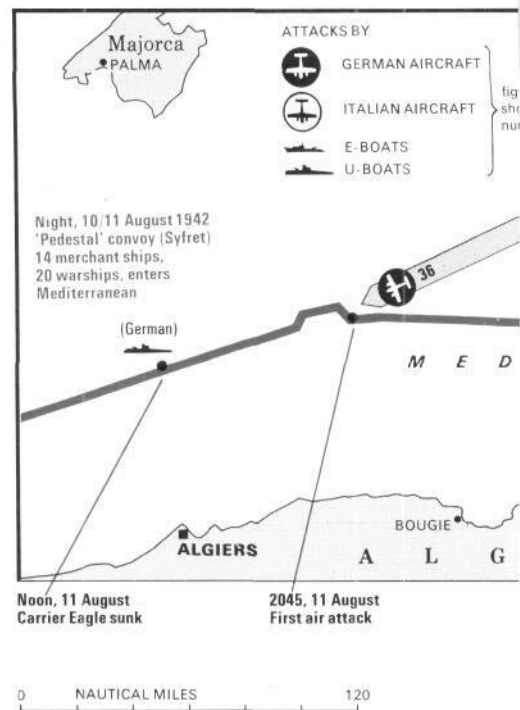 Majorca
PALMA
ATTACKS BY
GERMAN AIRCRAFT
ITALIAN AIRCRAFT
E-BOATS
U-BOATS
Night, 10/11 August 1942
'Pedestal' convoy (Syfret)
14 merchant ships,
20 warships, enters
Mediterranean
36
(German)
M E D
BOUGIE
ALGIERS
A L G
Noon, 11 August
Carrier Eagle sunk
2045, 11 August
First air attack
0 NAUTICAL MILES 120